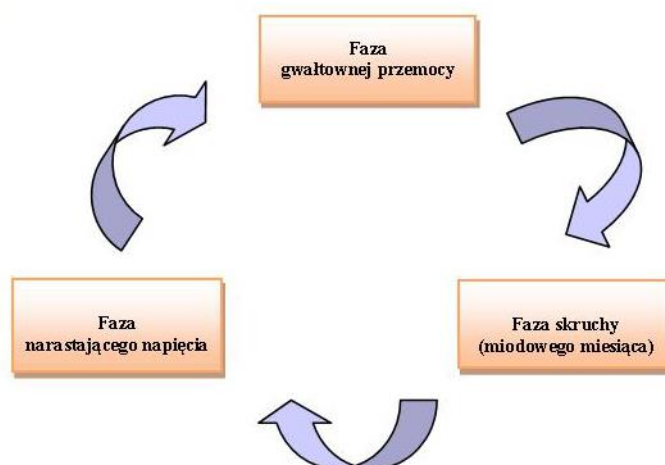 Faza
gwałtownej przemocy
Faza
narastającego napięcia
Faza skruchy
(miodowego miesiąca)